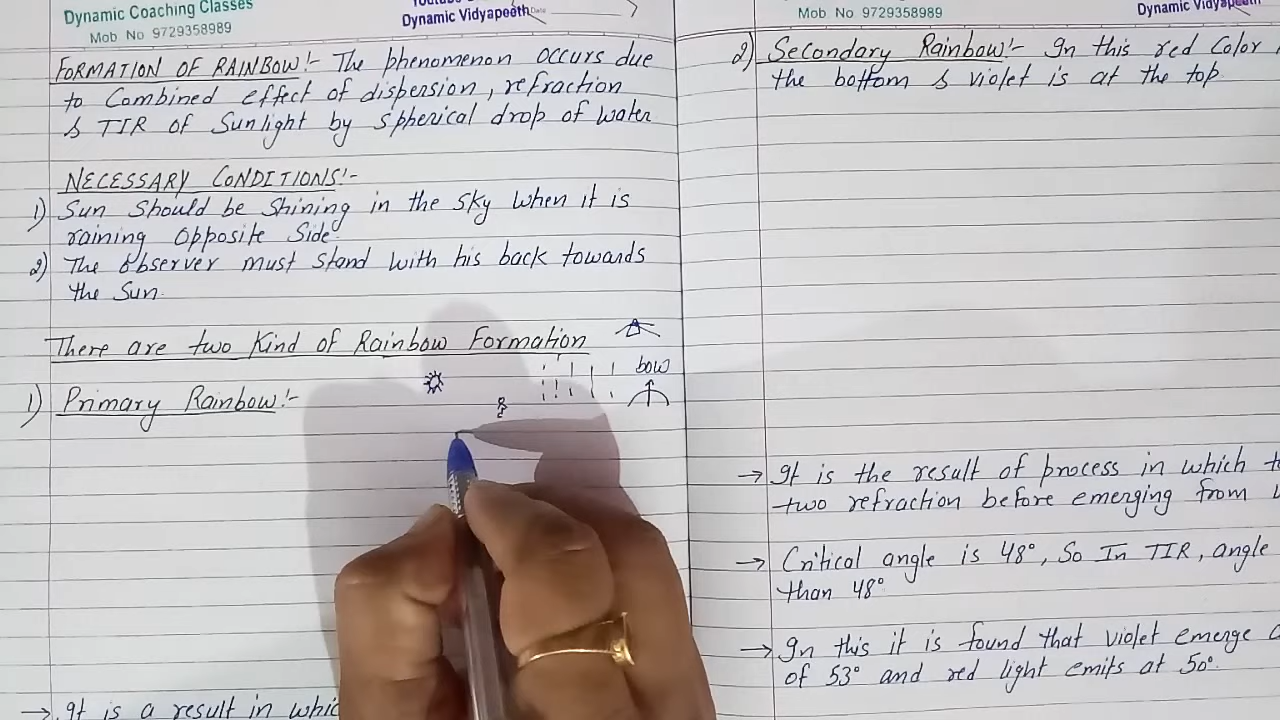 Dynamic Coaching Classes
Mob No 9729358989
Dynamic Vidyapeeth
Date
FORMATION OF RAINBOW:- The phenomenon occurs due
to Combined effect of dispersion, refraction
& TIR of Sunlight by Spherical drop of water
NECESSARY CONDITIONS:-
1) Sun Should be Shining in the Sky When it is
raining Opposite Side-
2) The observer must Stand with his back towards
the Sun.
There are two Kind of Rainbow Formation
bow
1) Primary Rainbow:-
→ It is a result in
Mob No 9729358989
Dynamic Vidyapeeth
2) Secondary Rainbow:- In this red Color
the bottom & violet is at the top
→ It is the result of process in which
two refraction before emerging from
→ Critical angle is 48°, So In TIR, angle
than 48°
→ In this it is found that violet emerge
of 53° and red light emits at 50°.